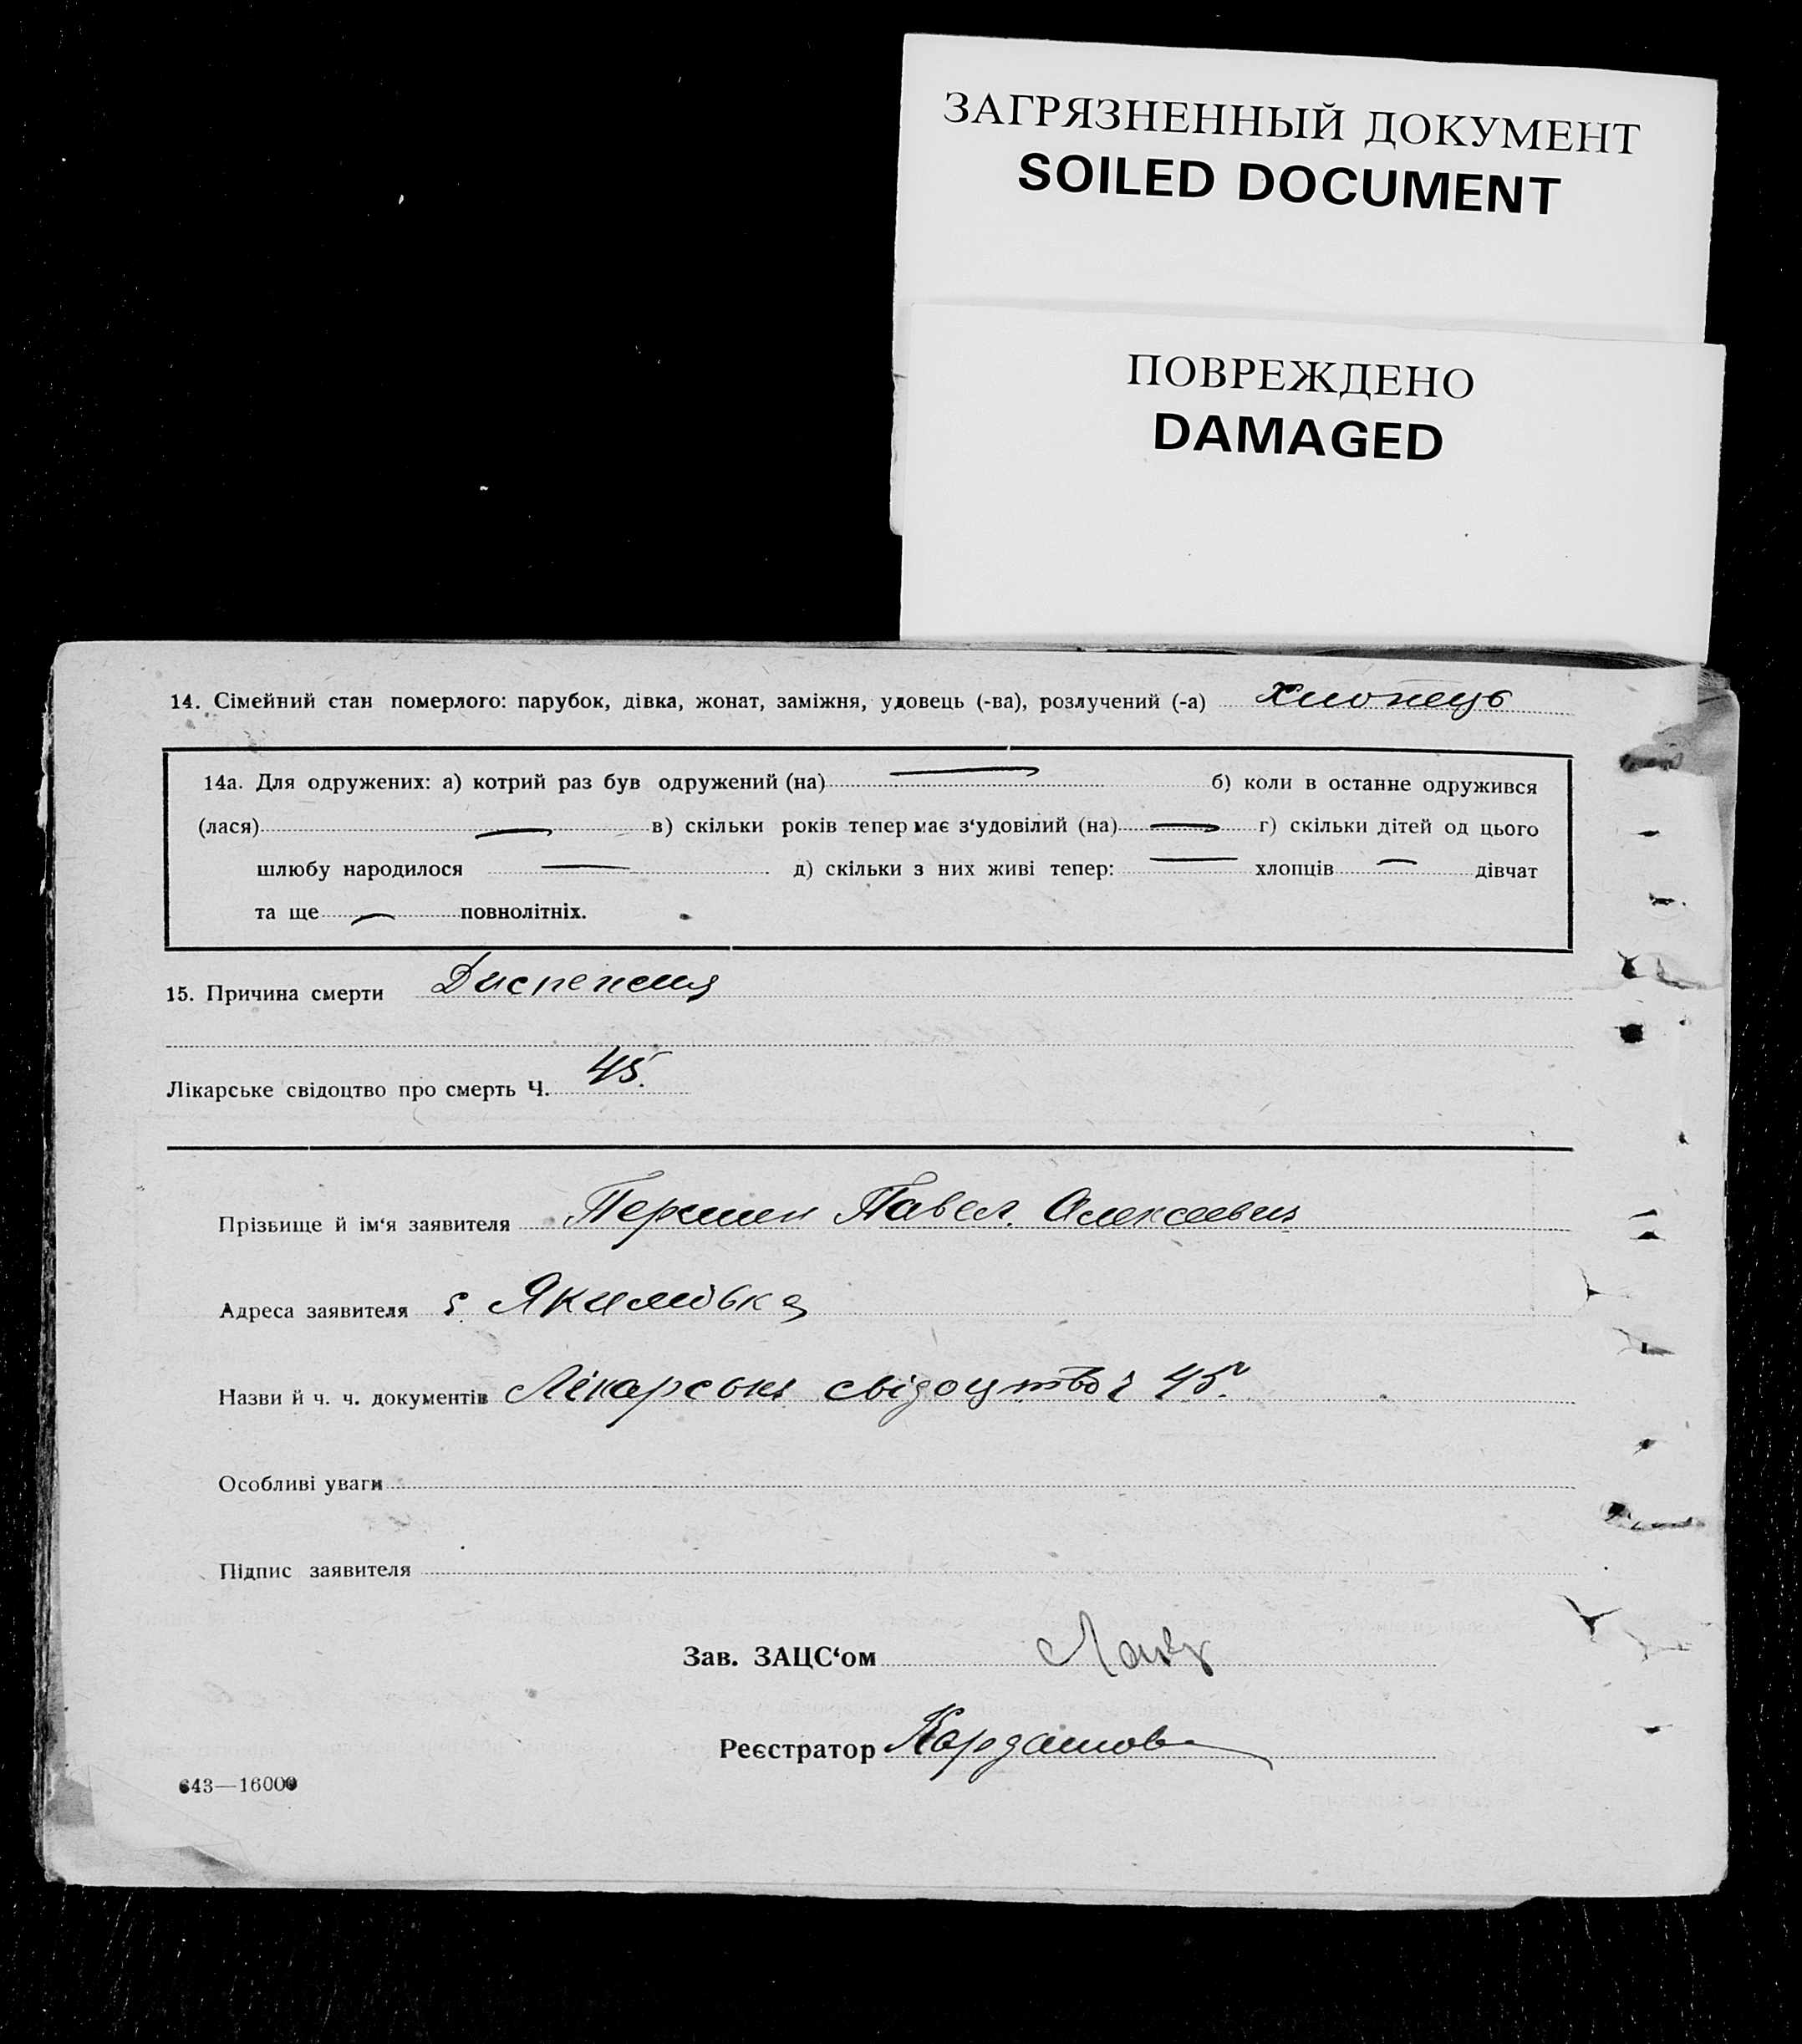 ЗАГРЯЗНЕННЫЙ ДОКУМЕНТ
SOILED DOCUMENT
ПОВРЕЖДЕНО
DAMAGED
14. Сімейний стан померлого: парубок, дівка, жонат, заміжня, удовець (-ва), розлучений (-а) хлопець
14а. Для одружених: а) котрий раз був одружений (на) — б) коли в останне одружився
(лася) — в) скільки років тепер має з‘удовілий (на) — г) скільки дітей од цього
шлюбу народилося — д) скільки з них живі тепер: — хлопців — дівчат
та ще — повнолітніх.
15. Причина смерти Диспепсия
Лікарське свідоцтво про смерть Ч. 45.
Прізвище й ім‘я заявителя Першин Павел Алексеевич
Адреса заявителя с. Якимовка
Назви й ч. ч. документів Лікарське свідоцтво ч 45.
Особливі уваги
Підпис заявителя
Зав. ЗАЦС‘ом
Реєстратор Кардашов
643—16000